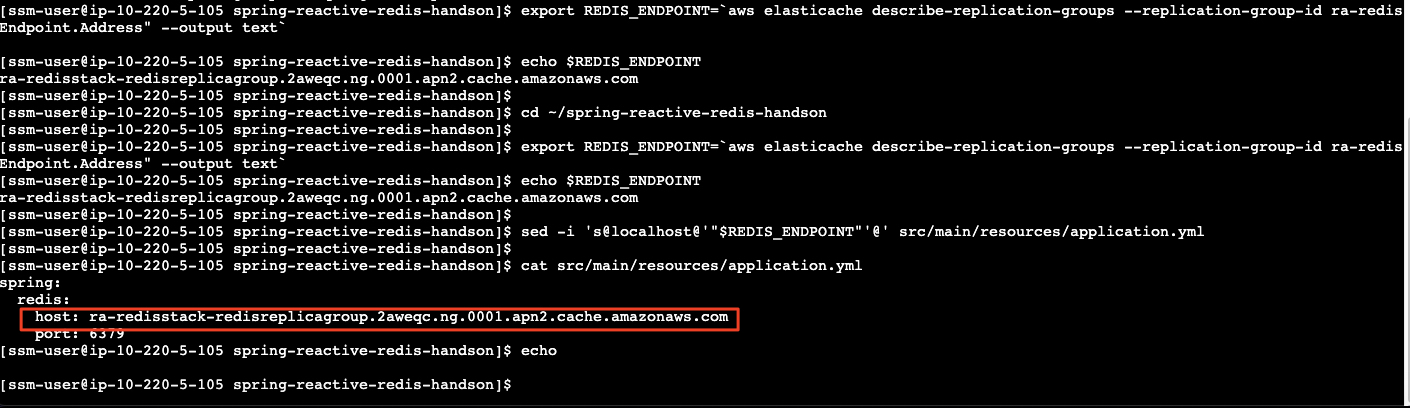 [ssm-user@ip-10-220-5-105 spring-reactive-redis-handson]$ export REDIS_ENDPOINT=`aws elasticache describe-replication-groups --replication-group-id ra-redis
Endpoint.Address" --output text`
[ssm-user@ip-10-220-5-105 spring-reactive-redis-handson]$ echo $REDIS_ENDPOINT
ra-redisstack-redisreplicagroup.2aweqc.ng.0001.apn2.cache.amazonaws.com
[ssm-user@ip-10-220-5-105 spring-reactive-redis-handson]$
[ssm-user@ip-10-220-5-105 spring-reactive-redis-handson]$ cd ~/spring-reactive-redis-handson
[ssm-user@ip-10-220-5-105 spring-reactive-redis-handson]$
[ssm-user@ip-10-220-5-105 spring-reactive-redis-handson]$ export REDIS_ENDPOINT=`aws elasticache describe-replication-groups --replication-group-id ra-redis
Endpoint.Address" --output text`
[ssm-user@ip-10-220-5-105 spring-reactive-redis-handson]$ echo $REDIS_ENDPOINT
ra-redisstack-redisreplicagroup.2aweqc.ng.0001.apn2.cache.amazonaws.com
[ssm-user@ip-10-220-5-105 spring-reactive-redis-handson]$
[ssm-user@ip-10-220-5-105 spring-reactive-redis-handson]$ sed -i 's@localhost@'"$REDIS_ENDPOINT"'@' src/main/resources/application.yml
[ssm-user@ip-10-220-5-105 spring-reactive-redis-handson]$
[ssm-user@ip-10-220-5-105 spring-reactive-redis-handson]$ cat src/main/resources/application.yml
spring:
  redis:
    host: ra-redisstack-redisreplicagroup.2aweqc.ng.0001.apn2.cache.amazonaws.com
    port: 6379
[ssm-user@ip-10-220-5-105 spring-reactive-redis-handson]$ echo
[ssm-user@ip-10-220-5-105 spring-reactive-redis-handson]$